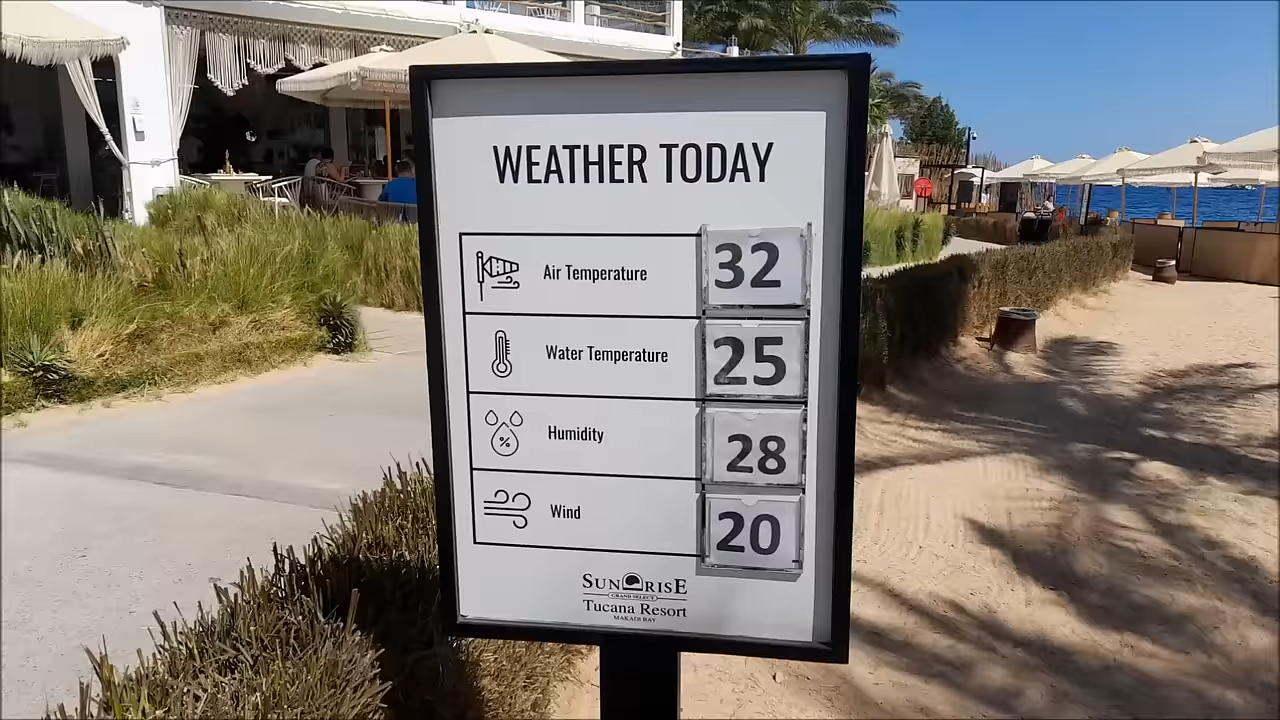 WEATHER TODAY
Air Temperature 32
Water Temperature 25
% Humidity 28
Wind 20
SUNRISE
GRAND SELECT
Tucana Resort
MAKADI BAY